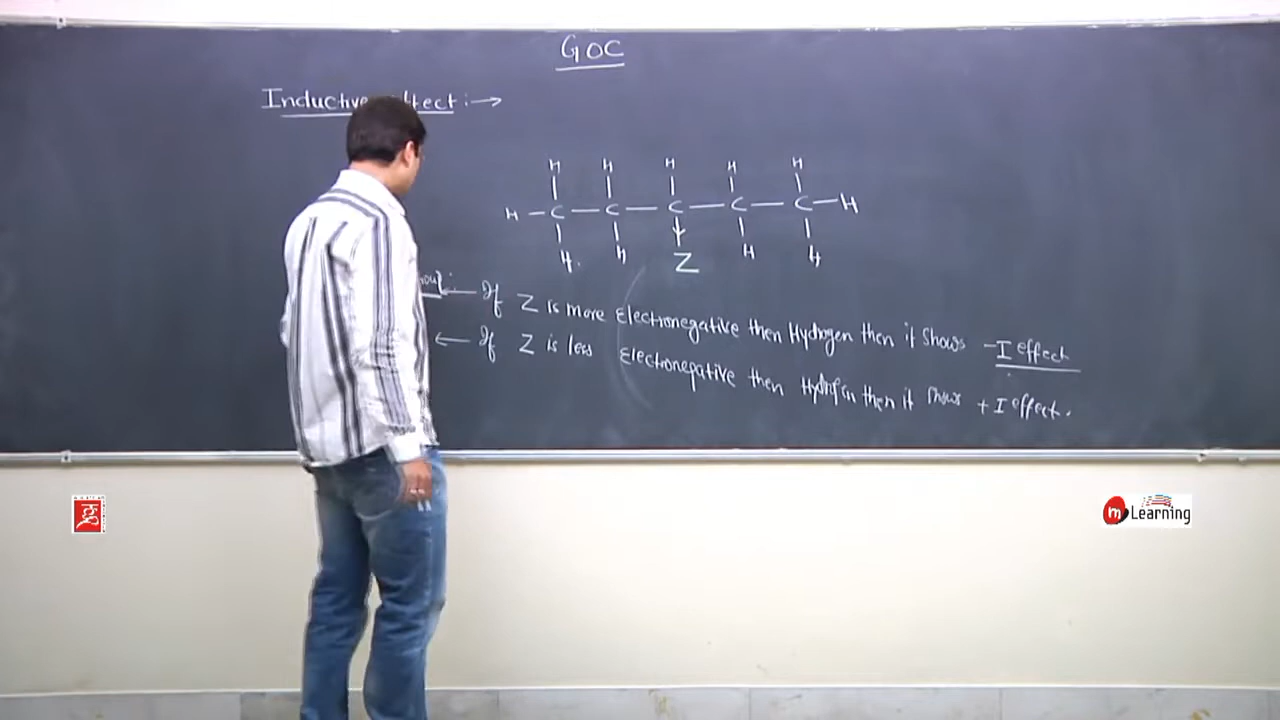 GOC
Inductive effect :→
H H H H H
H – C – C – C – C – C – H
H H Z H H
If Z is more Electronegative then Hydrogen then it shows –I effect
← If Z is less Electronegative then Hydrogen then it shows + I effect.
m Learning